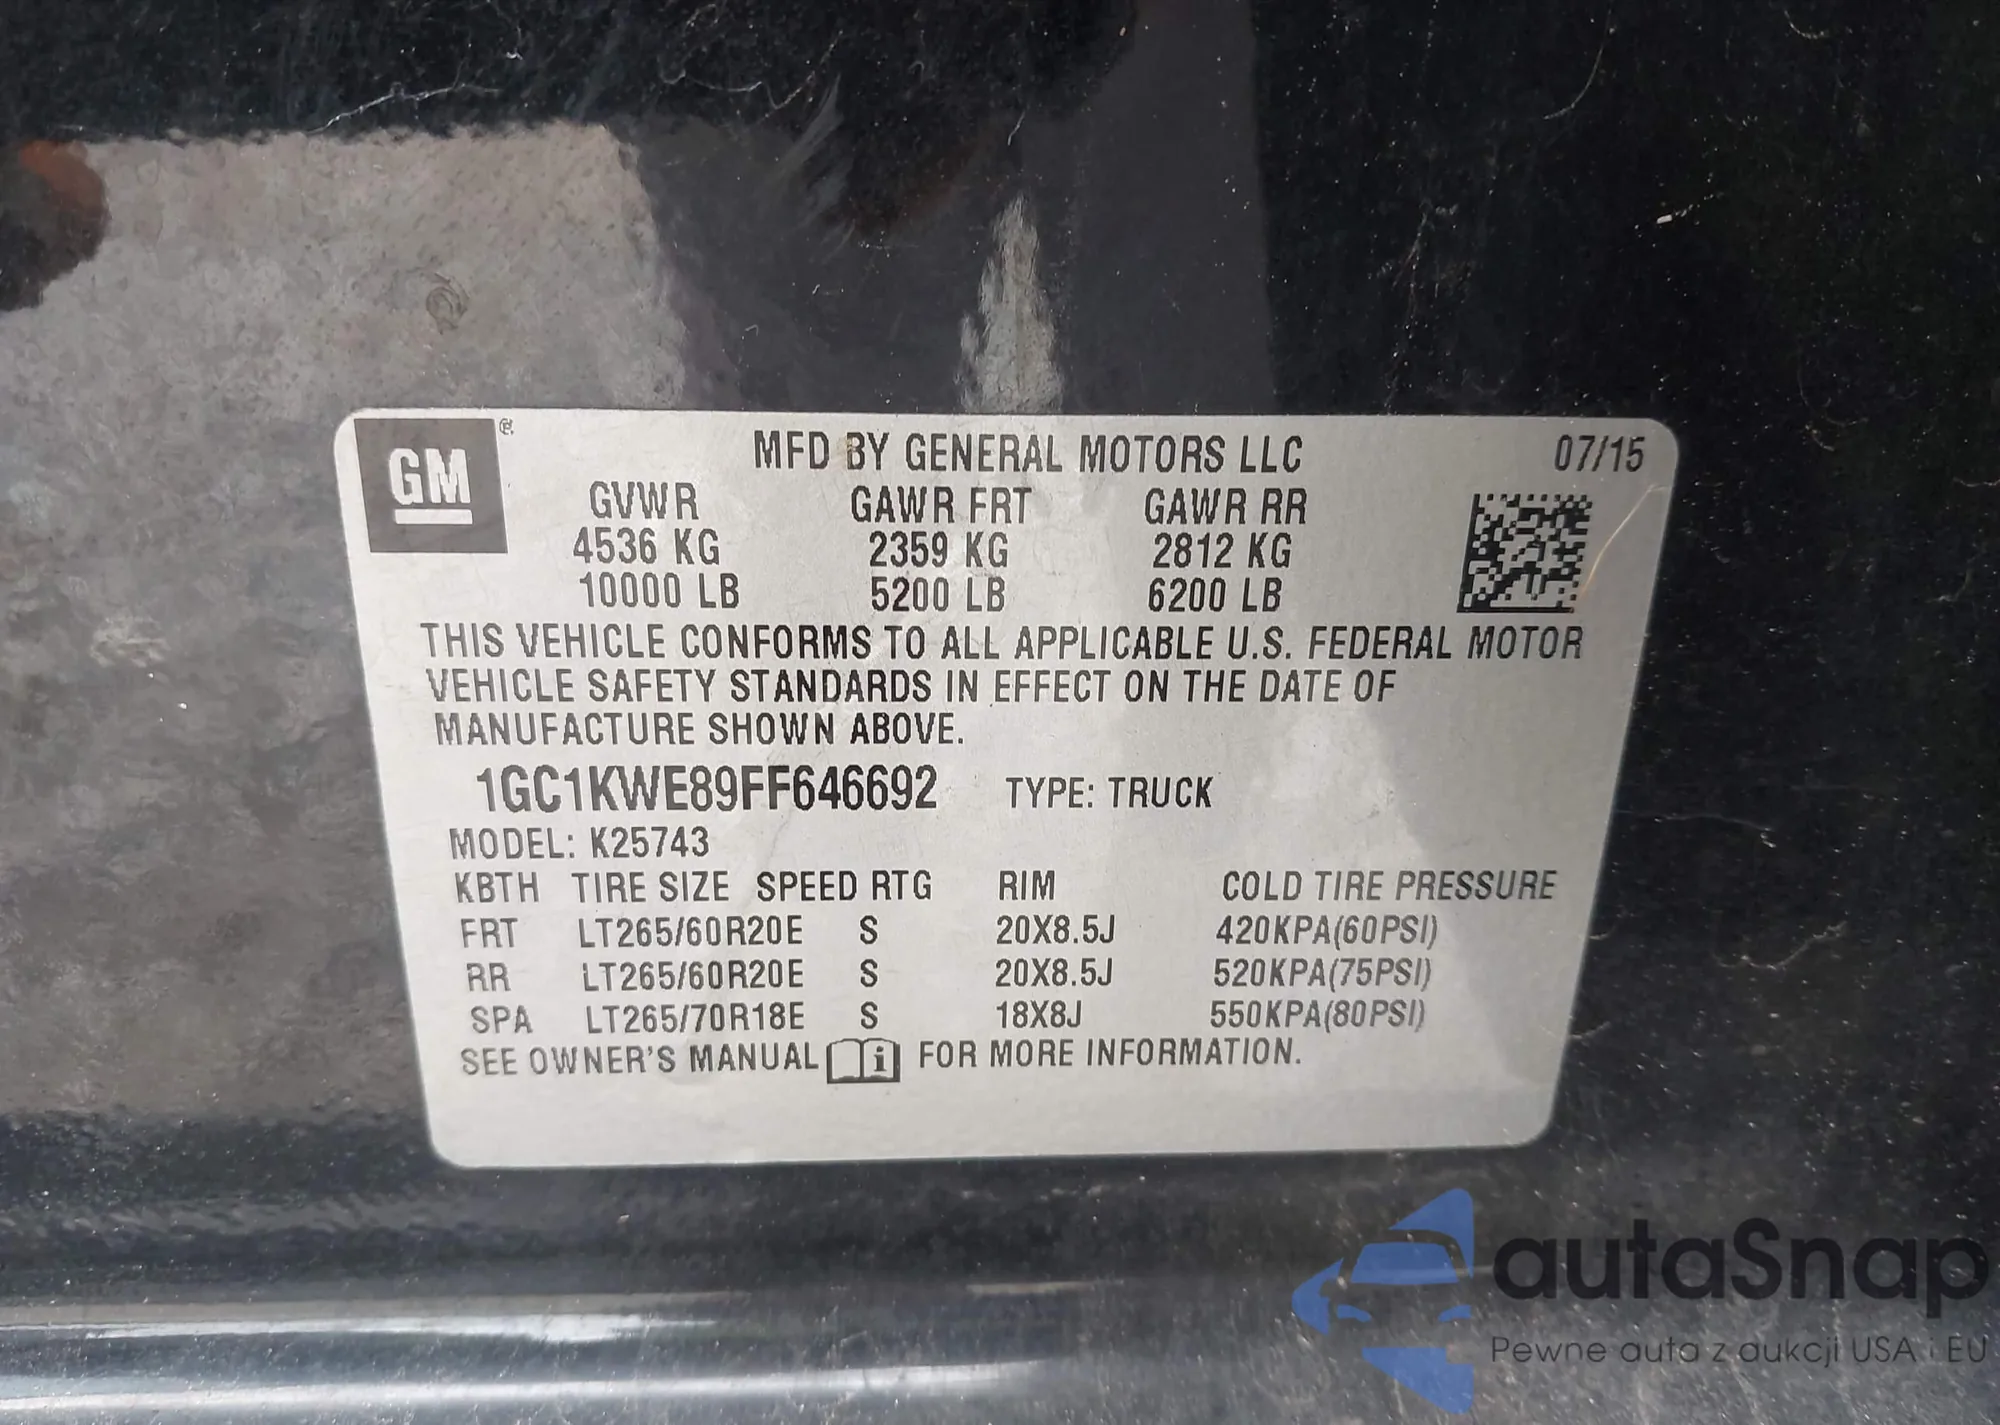 GM ®
MFD BY GENERAL MOTORS LLC 07/15
GVWR GAWR FRT GAWR RR
4536 KG 2359 KG 2812 KG
10000 LB 5200 LB 6200 LB
THIS VEHICLE CONFORMS TO ALL APPLICABLE U.S. FEDERAL MOTOR
VEHICLE SAFETY STANDARDS IN EFFECT ON THE DATE OF
MANUFACTURE SHOWN ABOVE.
1GC1KWE89FF646692 TYPE: TRUCK
MODEL: K25743
KBTH TIRE SIZE SPEED RTG RIM COLD TIRE PRESSURE
FRT LT265/60R20E S 20X8.5J 420KPA(60PSI)
RR LT265/60R20E S 20X8.5J 520KPA(75PSI)
SPA LT265/70R18E S 18X8J 550KPA(80PSI)
SEE OWNER'S MANUAL i FOR MORE INFORMATION.
autaSnap
Pewne auta z aukcji USA i EU